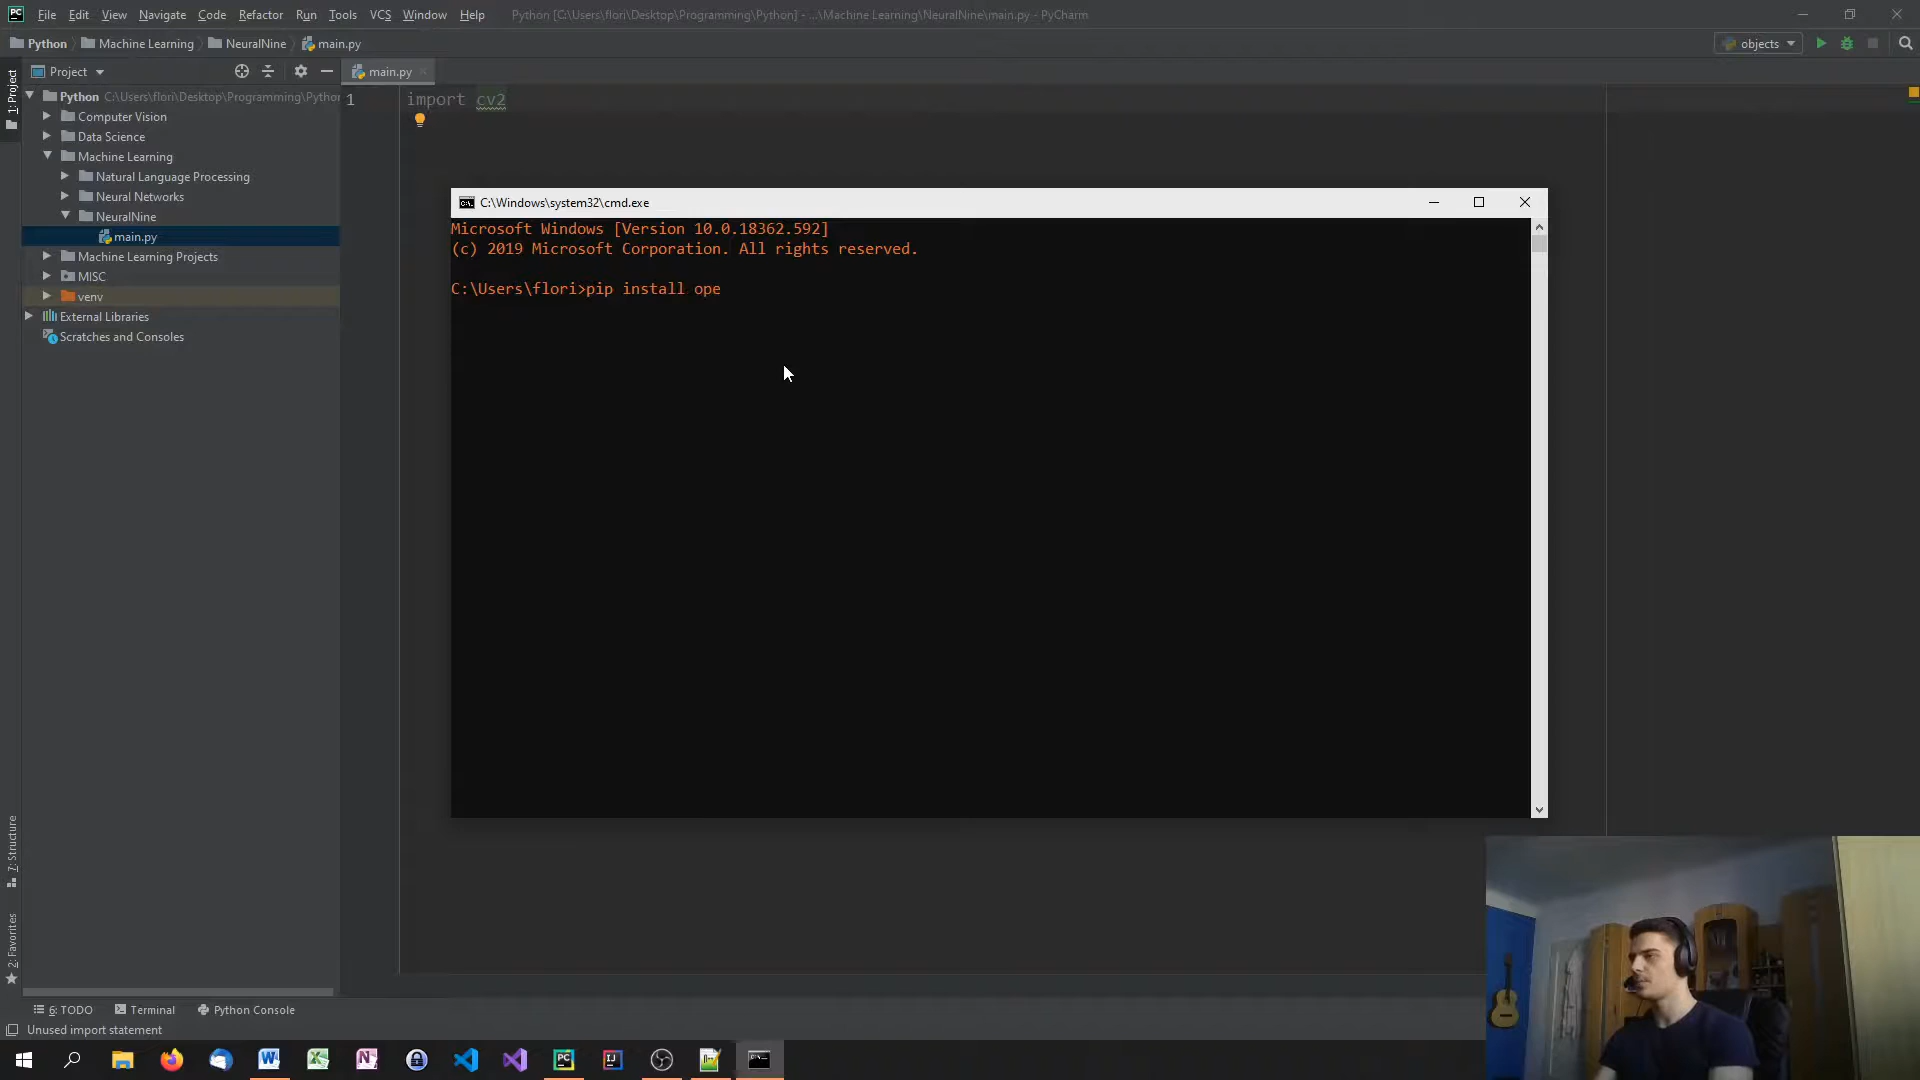 File Edit View Navigate Code Refactor Run Tools VCS Window Help Python [C:\Users\flori\Desktop\Programming\Python] - ...\Machine Learning\NeuralNine\main.py - PyCharm
Python Machine Learning NeuralNine main.py objects
1: Project
Project
main.py
Python C:\Users\flori\Desktop\Programming\Pytho
Computer Vision
Data Science
Machine Learning
Natural Language Processing
Neural Networks
NeuralNine
main.py
Machine Learning Projects
MISC
venv
External Libraries
Scratches and Consoles
1 import cv2
C:\Windows\system32\cmd.exe
Microsoft Windows [Version 10.0.18362.592]
(c) 2019 Microsoft Corporation. All rights reserved.
C:\Users\flori>pip install ope
7: Structure
2: Favorites
6: TODO Terminal Python Console
Unused import statement